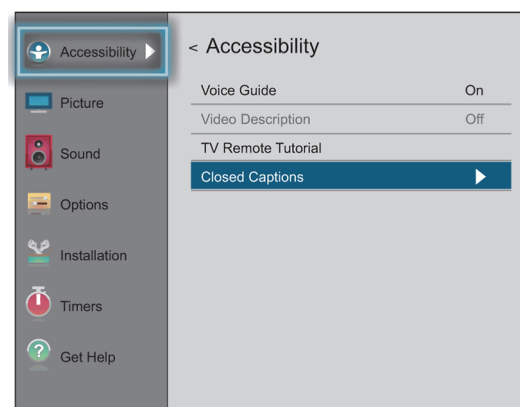 Accessibility
Picture
Sound
Options
Installation
Timers
Get Help
< Accessibility
Voice Guide On
Video Description Off
TV Remote Tutorial
Closed Captions